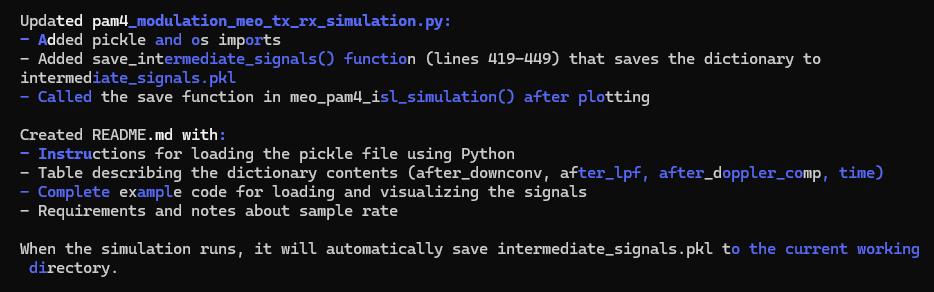 Updated pam4_modulation_meo_tx_rx_simulation.py:
- Added pickle and os imports
- Added save_intermediate_signals() function (lines 419-449) that saves the dictionary to
intermediate_signals.pkl
- Called the save function in meo_pam4_isl_simulation() after plotting
Created README.md with:
- Instructions for loading the pickle file using Python
- Table describing the dictionary contents (after_downconv, after_lpf, after_doppler_comp, time)
- Complete example code for loading and visualizing the signals
- Requirements and notes about sample rate
When the simulation runs, it will automatically save intermediate_signals.pkl to the current working
directory.